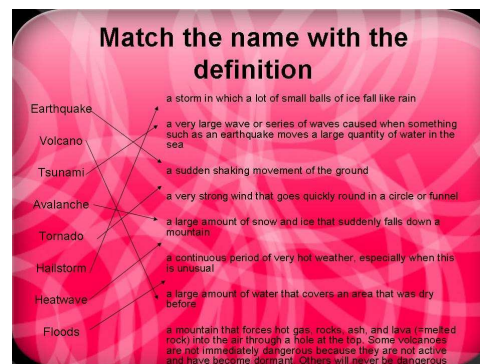 Match the name with the
definition
Earthquake
Volcano
Tsunami
Avalanche
Tornado
Hailstorm
Heatwave
Floods
a storm in which a lot of small balls of ice fall like rain
a very large wave or series of waves caused when something
such as an earthquake moves a large quantity of water in the
sea
a sudden shaking movement of the ground
a very strong wind that goes quickly round in a circle or funnel
a large amount of snow and ice that suddenly falls down a
mountain
a continuous period of very hot weather, especially when this
is unusual
a large amount of water that covers an area that was dry
before
a mountain that forces hot gas, rocks, ash, and lava (=melted
rock) into the air through a hole at the top. Some volcanoes
are not immediately dangerous because they are not active
and have become dormant. Others will never be dangerous